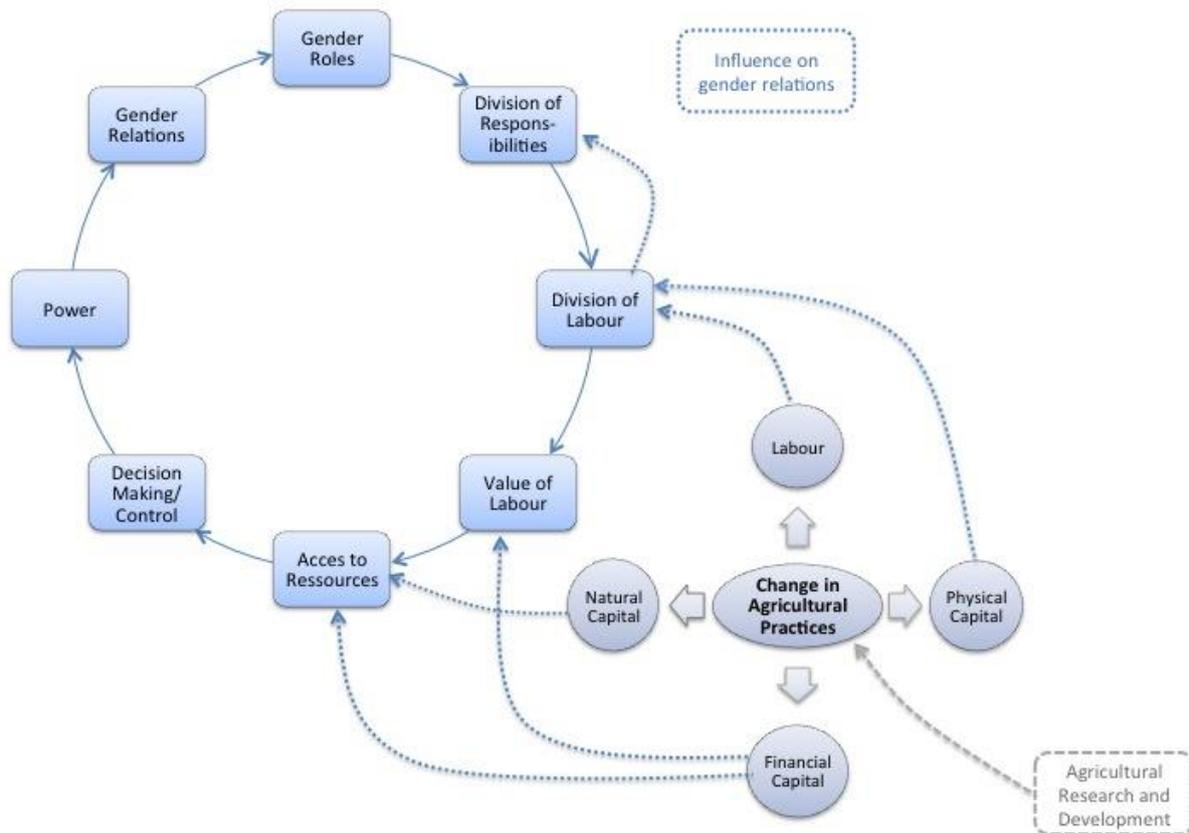 Gender
Roles
Influence on
gender relations
Gender
Relations
Division of
Respons-
ibilities
Power
Division of
Labour
Labour
Decision
Making/
Control
Value of
Labour
Acces to
Ressources
Natural
Capital
Change in
Agricultural
Practices
Physical
Capital
Financial
Capital
Agricultural
Research and
Development